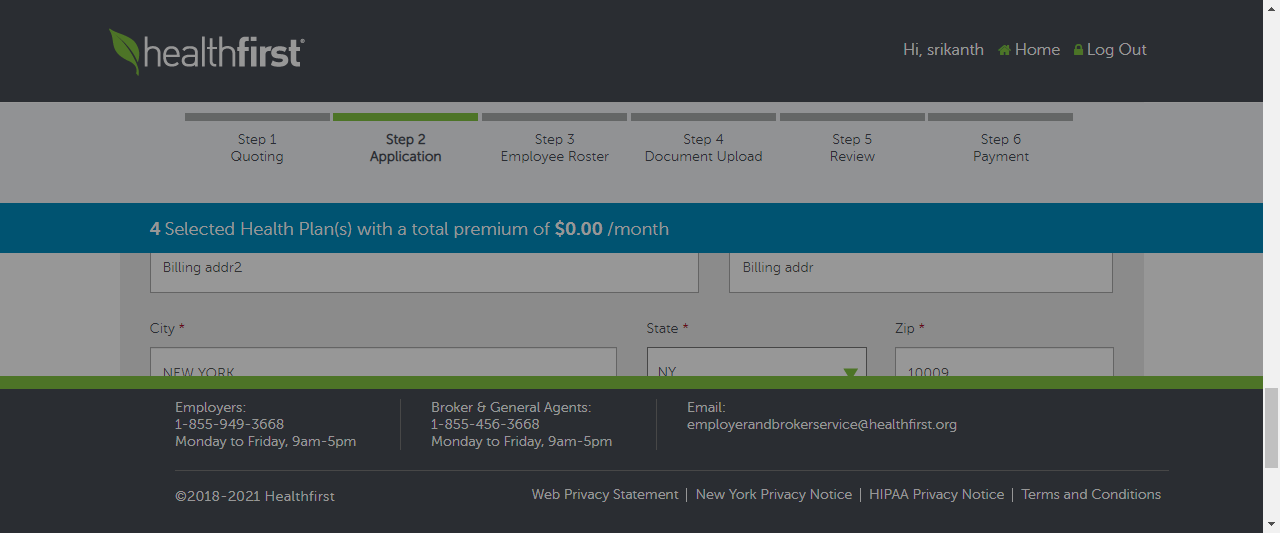 healthfirst®
Hi, srikanth Home Log Out
Step 1 Step 2 Step 3 Step 4 Step 5 Step 6
Quoting Application Employee Roster Document Upload Review Payment
4 Selected Health Plan(s) with a total premium of $0.00 /month
Billing addr2 Billing addr
City * State * Zip *
NEW YORK NY 10009
Employers: Broker & General Agents: Email:
1-855-949-3668 1-855-456-3668 employerandbrokerservice@healthfirst.org
Monday to Friday, 9am-5pm Monday to Friday, 9am-5pm
©2018-2021 Healthfirst Web Privacy Statement | New York Privacy Notice | HIPAA Privacy Notice | Terms and Conditions